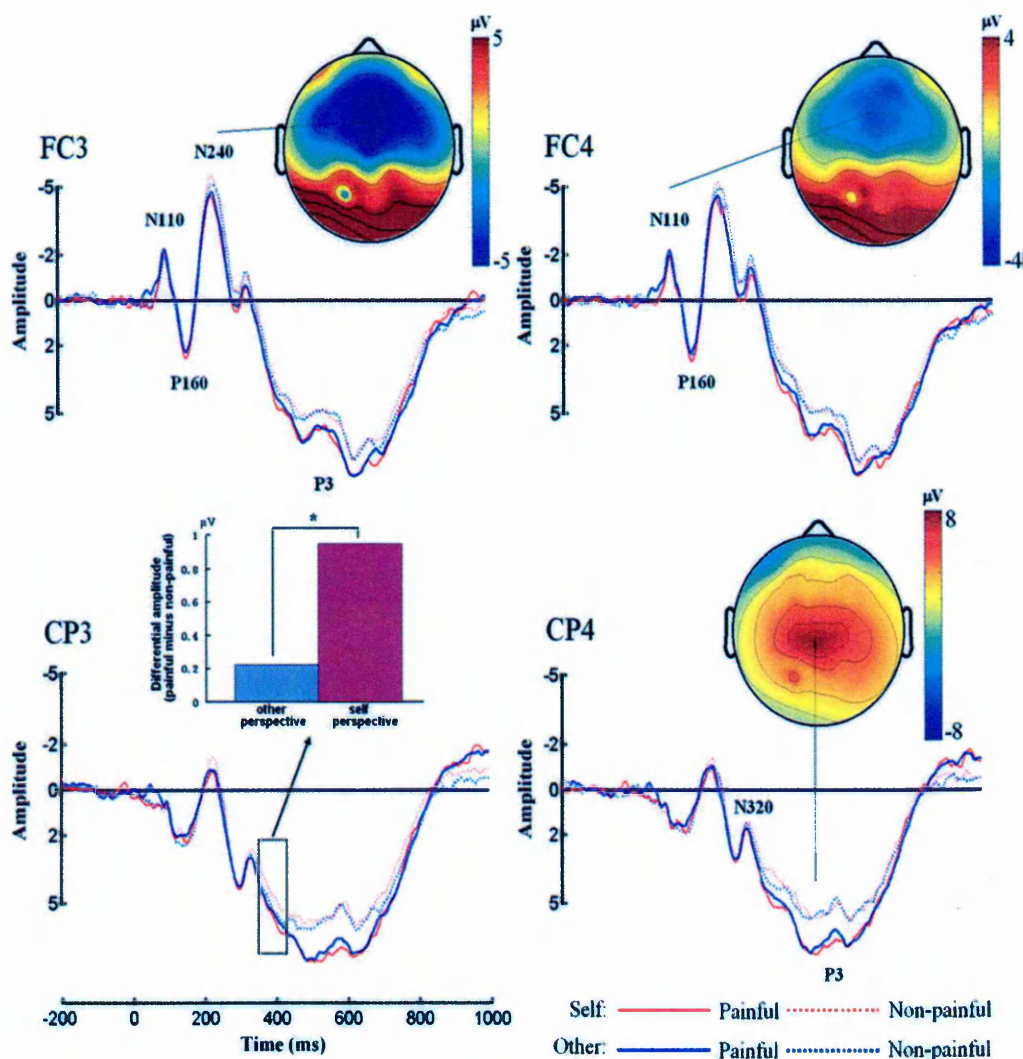 µV
5
-5
µV
4
-4
FC3
N240
N110
Amplitude
-5
-2
0
2
5
P160
P3
FC4
N110
Amplitude
-5
-2
0
2
5
P160
CP3
µV
*
Differential amplitude
(painful minus non-painful)
1
0.8
0.6
0.4
0.2
0
other
perspective
self
perspective
Amplitude
-5
-2
0
2
5
-200 0 200 400 600 800 1000
Time (ms)
CP4
µV
8
-8
Amplitude
-5
-2
0
2
5
N320
P3
Self: Painful Non-painful
Other: Painful Non-painful